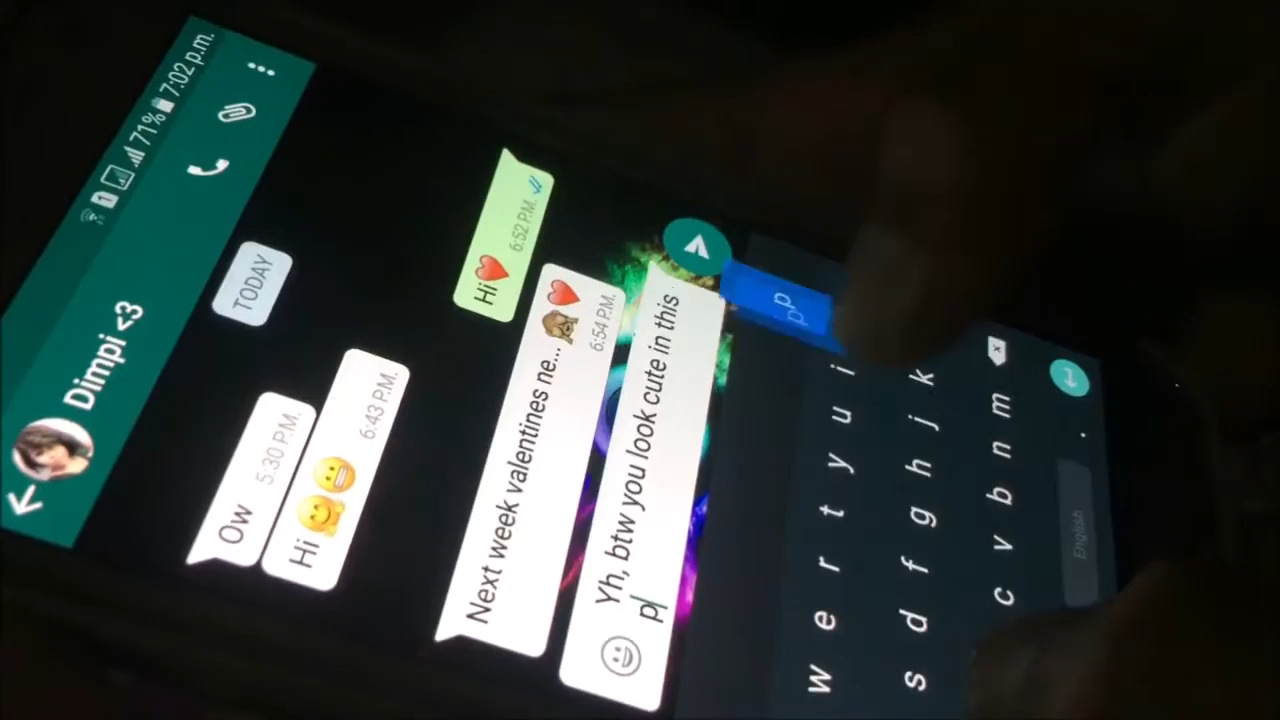 1 71% 7:02 p.m.
Dimpi <3
TODAY
Ow 5:30 P.M.
Hi 🤗😬 6:43 P.M.
Hi❤️ 6:52 P.M.
Next week valentines ne... 🙈❤️
6:54 P.M.
Yh, btw you look cute in this
p
w e r t y u i
s d f g h j k
c v b n m
English .